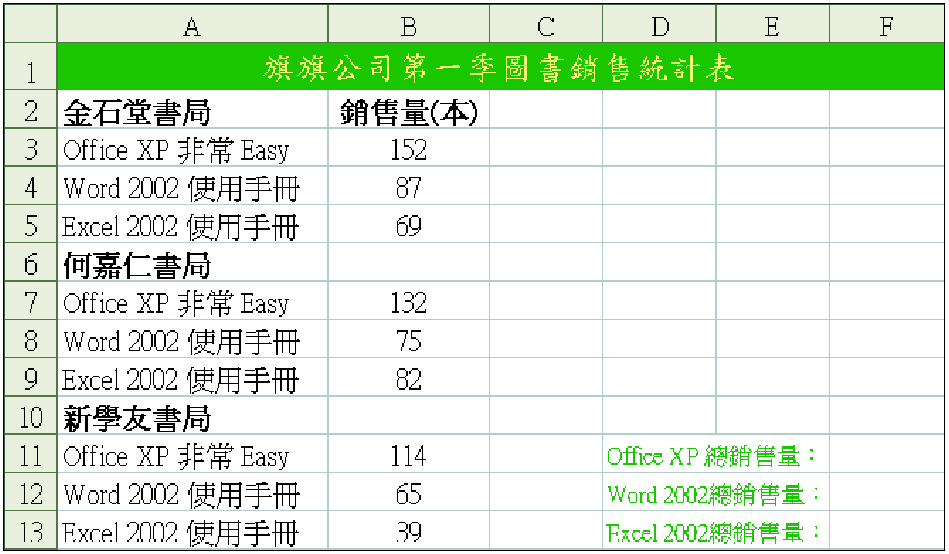 A B C D E F
1 旗旗公司第一季圖書銷售統計表
2 金石堂書局 銷售量(本)
3 Office XP 非常 Easy 152
4 Word 2002 使用手冊 87
5 Excel 2002 使用手冊 69
6 何嘉仁書局
7 Office XP 非常 Easy 132
8 Word 2002 使用手冊 75
9 Excel 2002 使用手冊 82
10 新學友書局
11 Office XP 非常 Easy 114 Office XP 總銷售量：
12 Word 2002 使用手冊 65 Word 2002總銷售量：
13 Excel 2002 使用手冊 39 Excel 2002總銷售量：